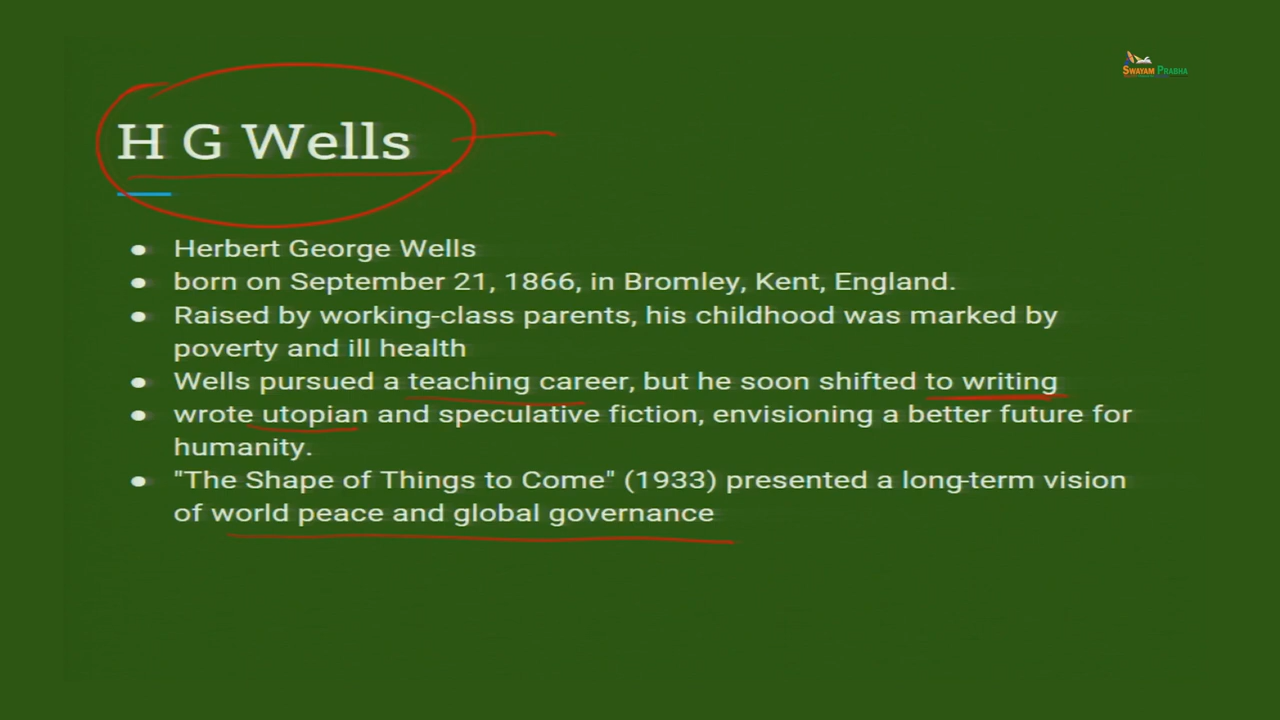 SWAYAM PRABHA
H G Wells
● Herbert George Wells
● born on September 21, 1866, in Bromley, Kent, England.
● Raised by working-class parents, his childhood was marked by
poverty and ill health
● Wells pursued a teaching career, but he soon shifted to writing
● wrote utopian and speculative fiction, envisioning a better future for
humanity.
● "The Shape of Things to Come" (1933) presented a long-term vision
of world peace and global governance